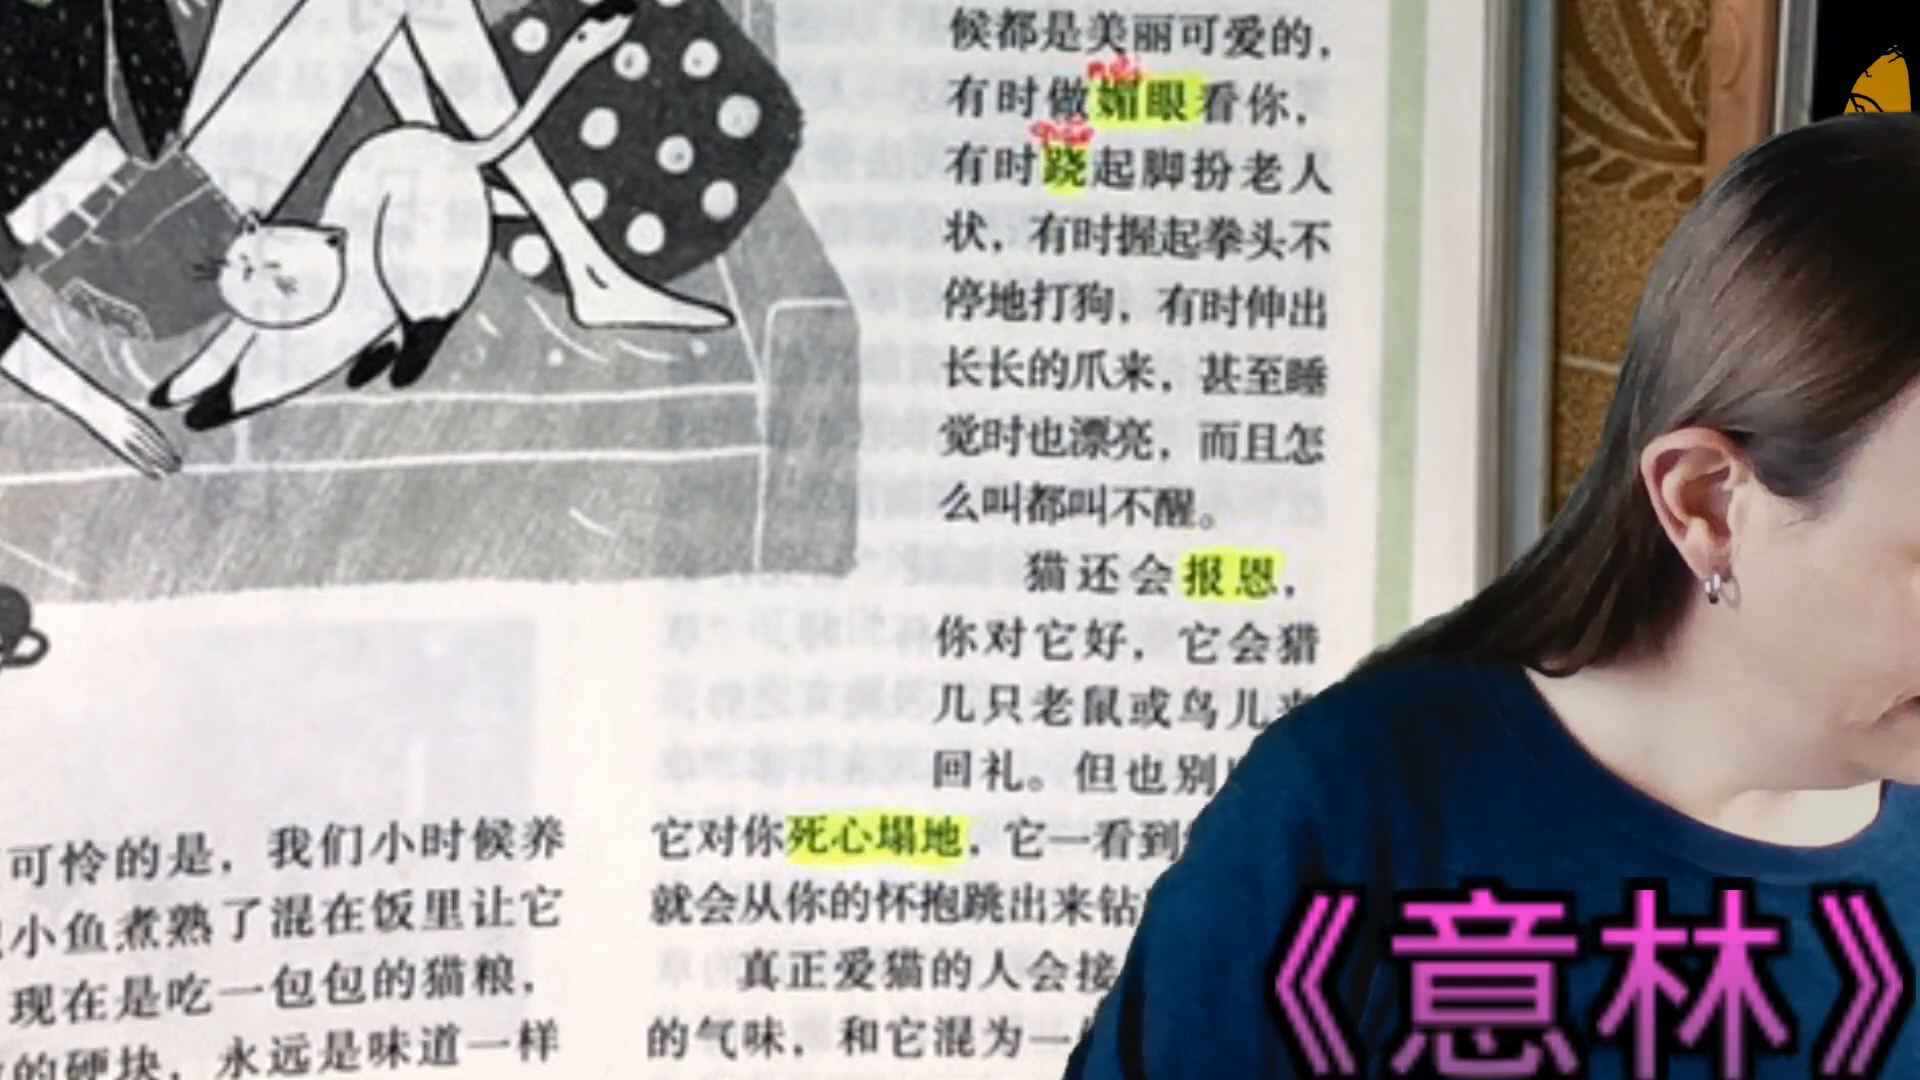 候都是美丽可爱的，
有时做媚眼看你，
有时跷起脚扮老人
状，有时握起拳头不
停地打狗，有时伸出
长长的爪来，甚至睡
觉时也漂亮，而且怎
么叫都叫不醒。
猫还会报恩，
你对它好，它会猎
几只老鼠或鸟儿来
回礼。但也别
它对你死心塌地，它一看到
就会从你的怀抱跳出来钻
真正爱猫的人会接
的气味，和它混为一
可怜的是，我们小时候养
小鱼煮熟了混在饭里让它
现在是吃一包包的猫粮，
的硬块，永远是味道一样
《意林》